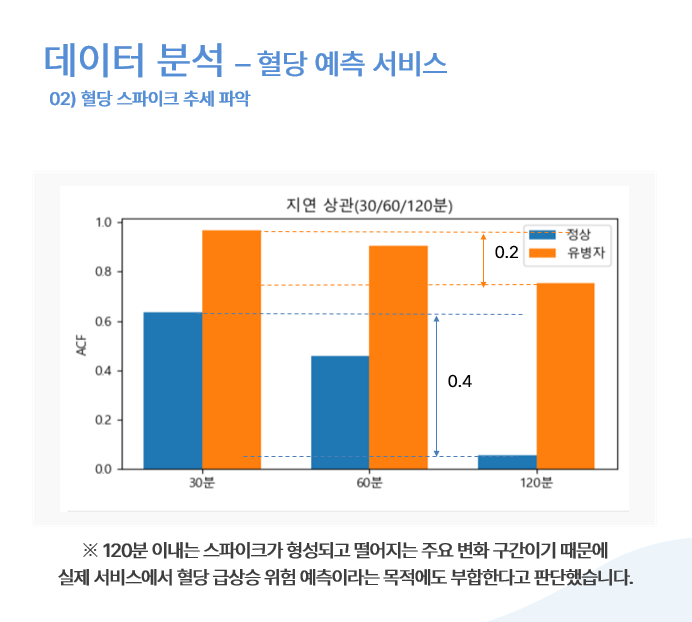 데이터 분석 – 혈당 예측 서비스
02) 혈당 스파이크 추세 파악
지연 상관(30/60/120분)
1.0
0.8
0.6
0.4
0.2
0.0
ACF
정상
유병자
0.2
0.4
30분
60분
120분
※ 120분 이내는 스파이크가 형성되고 떨어지는 주요 변화 구간이기 때문에
실제 서비스에서 혈당 급상승 위험 예측이라는 목적에도 부합한다고 판단했습니다.